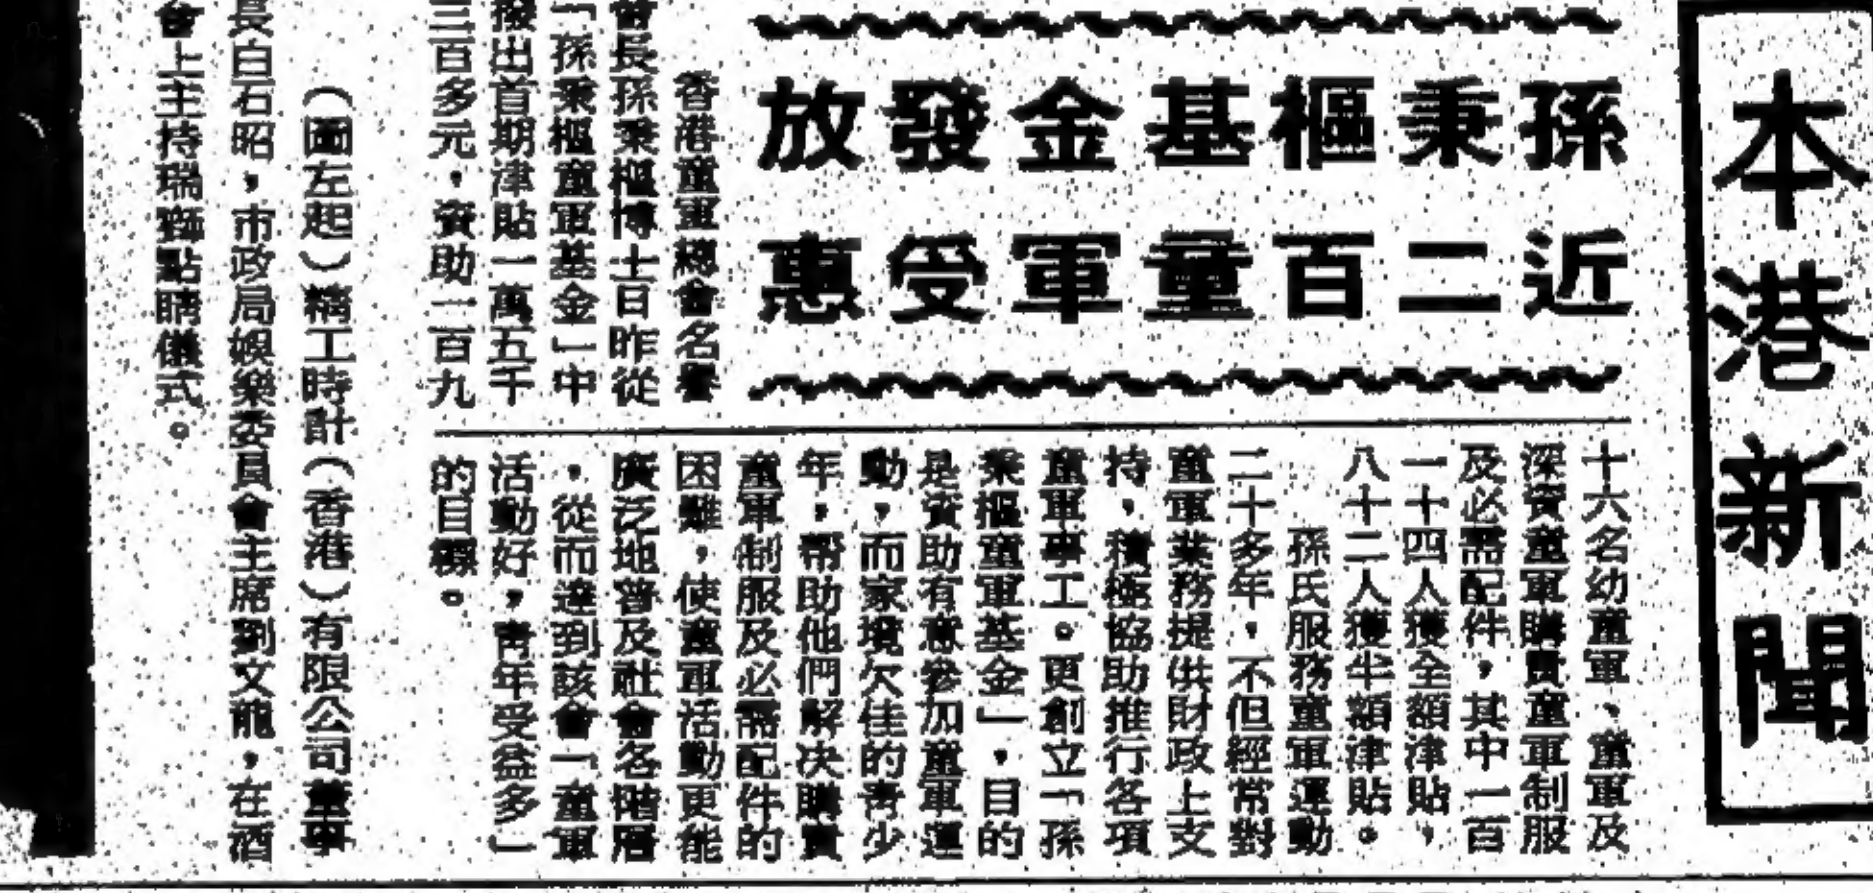 本港新聞
孫秉樞基金發放
近二百童軍受惠
香港童軍總會名譽
會長孫秉樞博士日昨從
「孫秉樞童軍基金」中
撥出首期津貼一萬五千
三百多元，資助一百九
十六名幼童軍、童軍及
深資童軍購買童軍制服
及必需配件，其中一百
一十四人獲全額津貼，
八十二人獲半額津貼。
孫氏服務童軍運動
二十多年，不但經常對
童軍業務提供財政上支
持，積極協助推行各項
童軍事工。更創立「孫
秉樞童軍基金」，目的
是資助有意參加童軍運
動，而家境欠佳的青少
年，幫助他們解决購買
童軍制服及必需配件的
困難，使童軍活動更能
廣泛地普及社會各階層
，從而達到該會「童軍
活動好，青年受益多」
的目標。
（圖左起）精工時計（香港）有限公司董事
長白石昭，市政局娛樂委員會主席劉文龍，在酒
會上主持瑞獅點睛儀式。